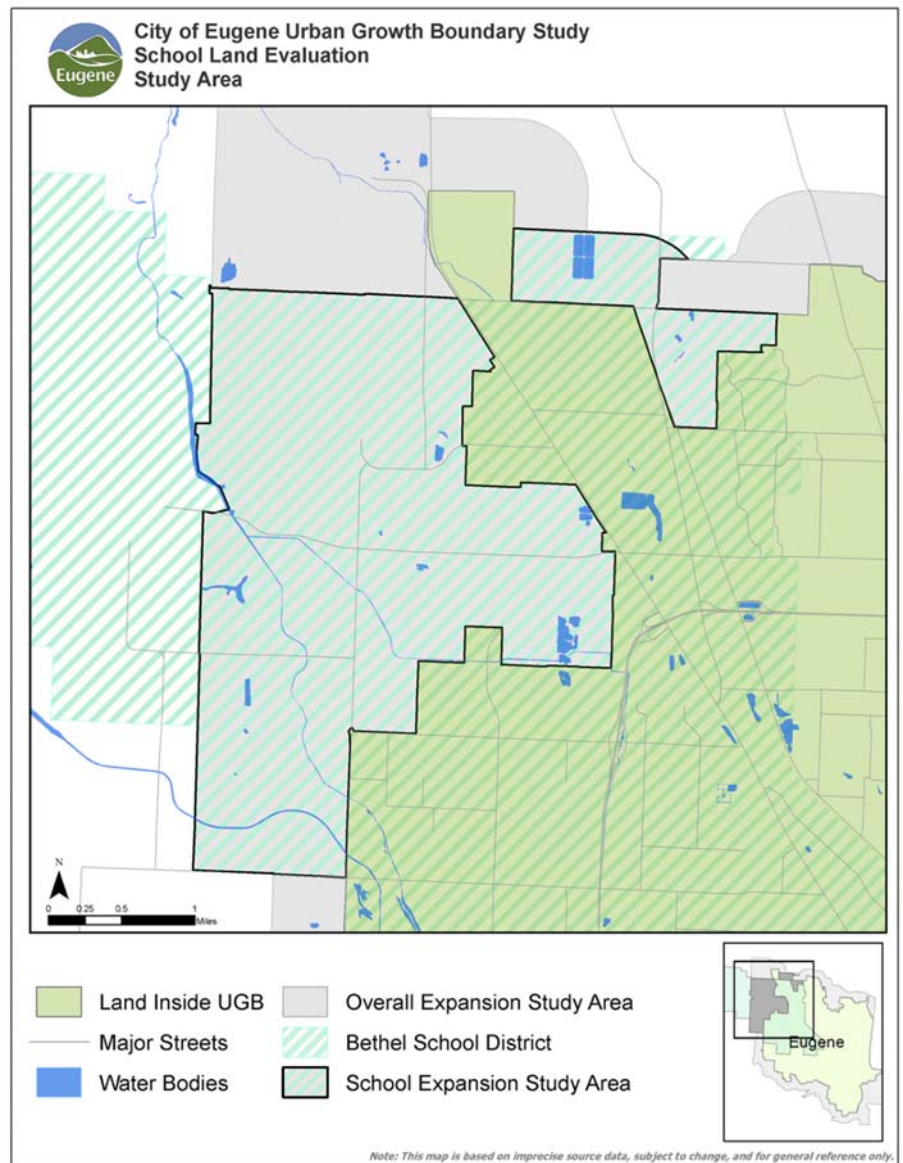 City of Eugene Urban Growth Boundary Study
School Land Evaluation
Study Area
Eugene
N
0 0.25 0.5 1
Miles
Land Inside UGB
Major Streets
Water Bodies
Overall Expansion Study Area
Bethel School District
School Expansion Study Area
Eugene
Note: This map is based on imprecise source data, subject to change, and for general reference only.